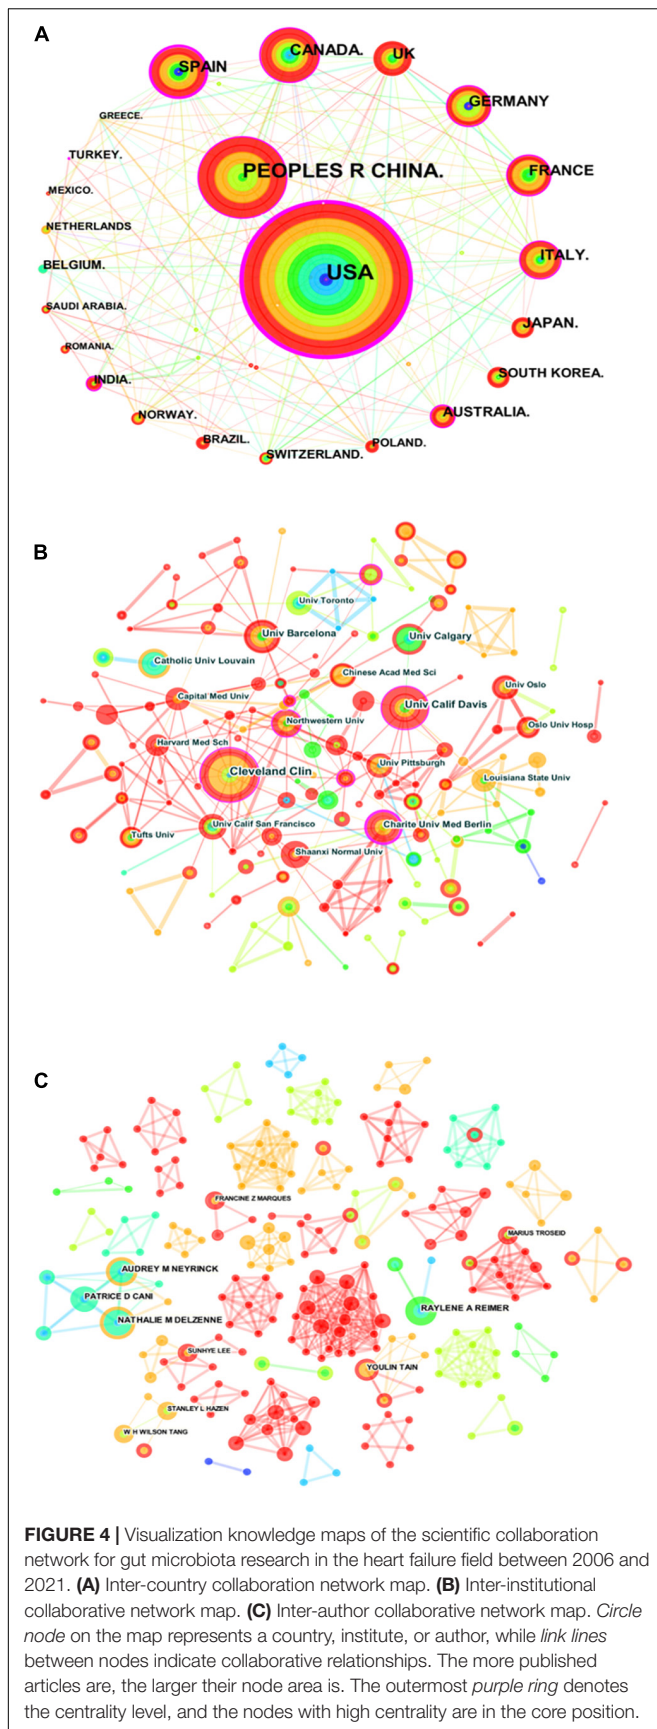 A
SPAIN
CANADA.
UK
GERMANY
GREECE.
TURKEY.
PEOPLES R CHINA.
FRANCE
MEXICO.
NETHERLANDS
BELGIUM.
USA
ITALY.
SAUDI ARABIA.
JAPAN.
ROMANIA.
INDIA.
SOUTH KOREA.
NORWAY.
AUSTRALIA.
BRAZIL.
SWITZERLAND.
POLAND.
B
Univ Toronto
Univ Barcelona
Univ Calgary
Catholic Univ Louvain
Chinese Acad Med Sci
Capital Med Univ
Univ Calif Davis
Univ Oslo
Northwestern Univ
Oslo Univ Hosp
Harvard Med Sch
Cleveland Clin
Univ Pittsburgh
Louisiana State Univ
Univ Calif San Francisco
Charite Univ Med Berlin
Tufts Univ
Shaanxi Normal Univ
C
FRANCINE Z MARQUES
MARIUS TROSEID
AUDREY M NEYRINCK
PATRICE D CANI
RAYLENE A REIMER
NATHALIE M DELZENNE
SUNHYE LEE
YOULIN TAIN
STANLEY L HAZEN
W H WILSON TANG
FIGURE 4 | Visualization knowledge maps of the scientific collaboration
network for gut microbiota research in the heart failure field between 2006 and
2021. (A) Inter-country collaboration network map. (B) Inter-institutional
collaborative network map. (C) Inter-author collaborative network map. Circle
node on the map represents a country, institute, or author, while link lines
between nodes indicate collaborative relationships. The more published
articles are, the larger their node area is. The outermost purple ring denotes
the centrality level, and the nodes with high centrality are in the core position.